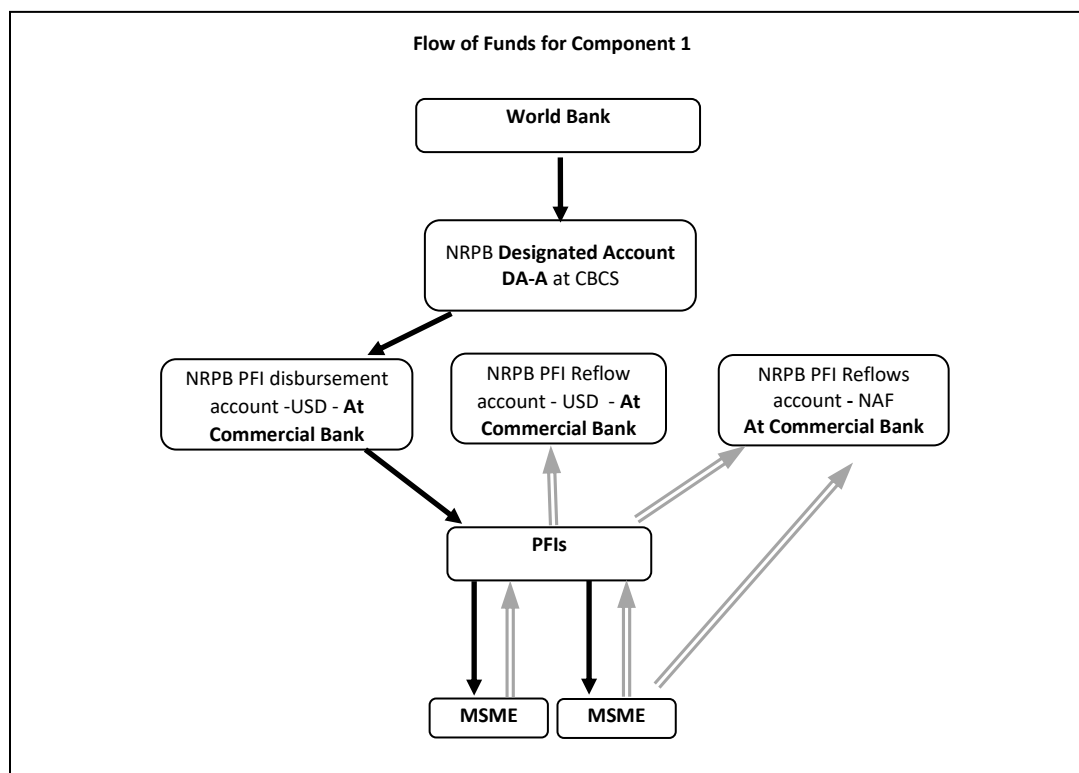 Flow of Funds for Component 1
World Bank
NRPB Designated Account
DA-A at CBCS
NRPB PFI disbursement
account -USD - At
Commercial Bank
NRPB PFI Reflow
account - USD - At
Commercial Bank
NRPB PFI Reflows
account - NAF
At Commercial Bank
PFIs
MSME
MSME